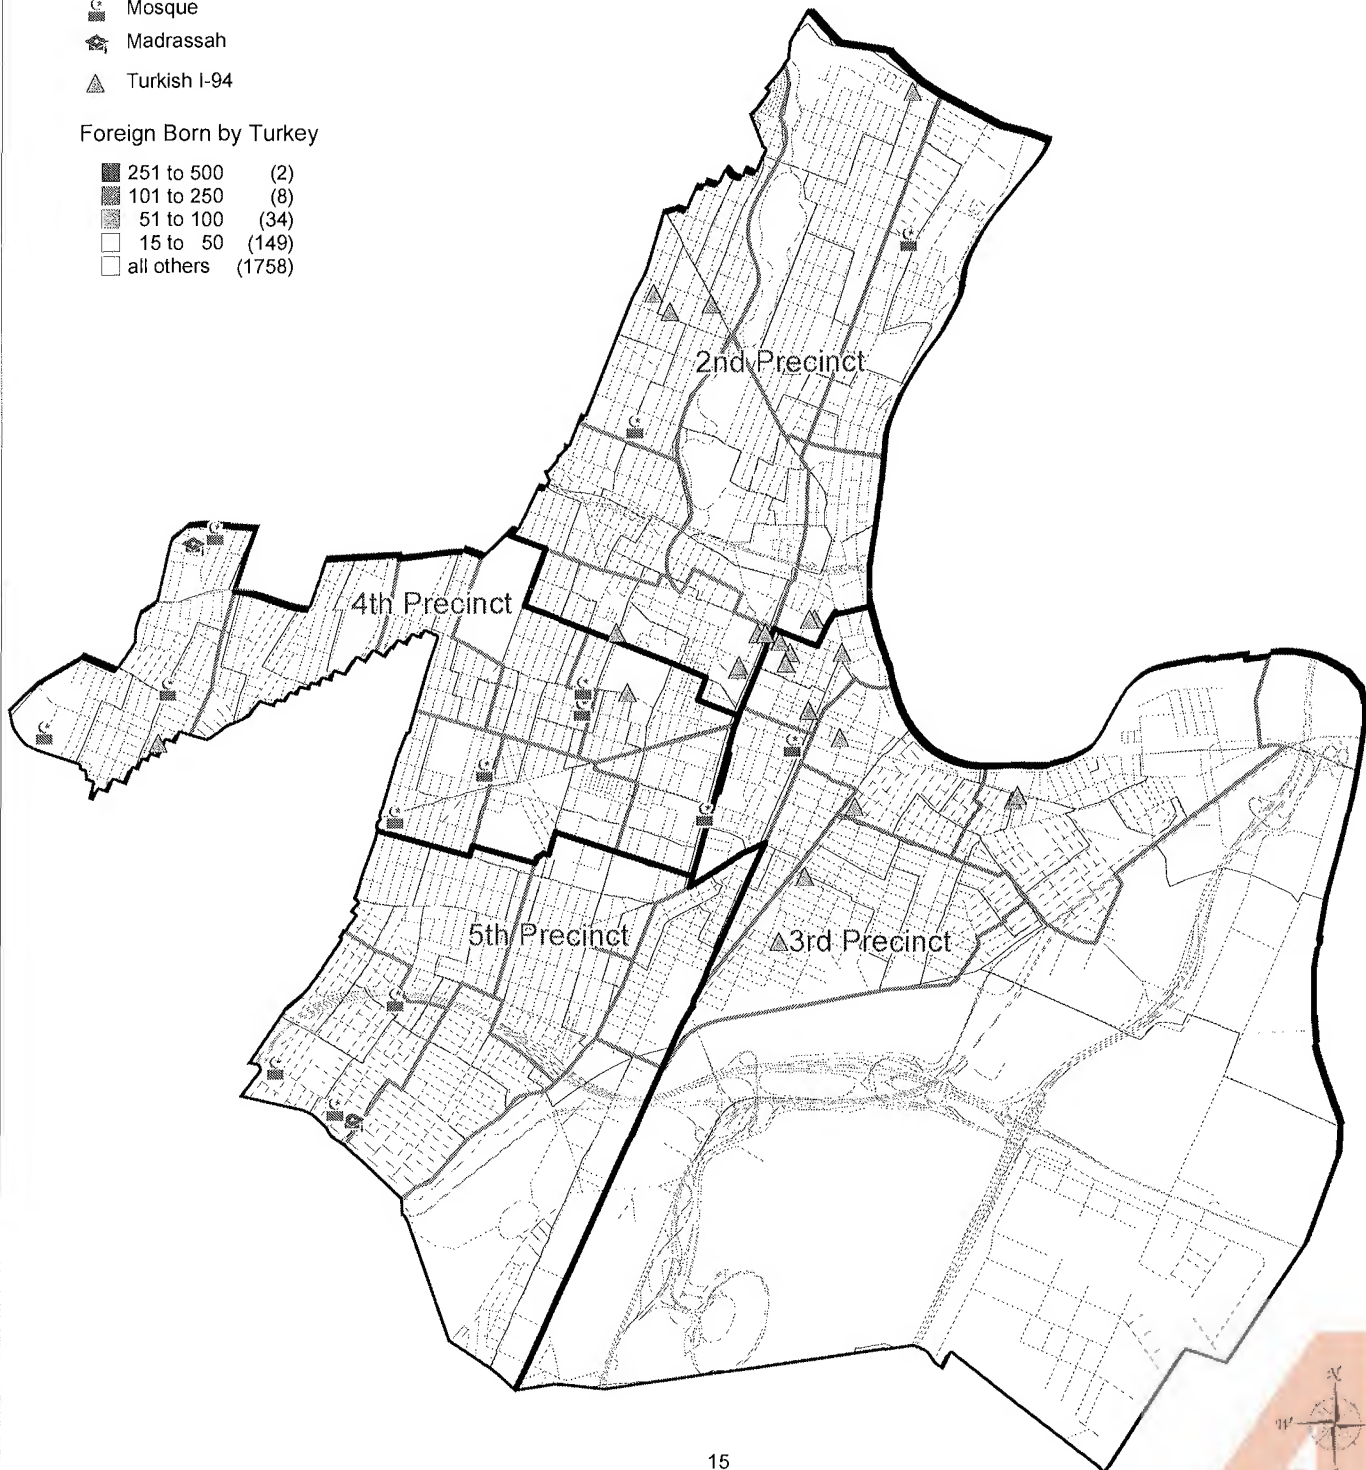 Mosque
Madrassah
Turkish I-94
Foreign Born by Turkey
251 to 500 (2)
101 to 250 (8)
51 to 100 (34)
15 to 50 (149)
all others (1758)
2nd Precinct
4th Precinct
5th Precinct
3rd Precinct
N
W
15